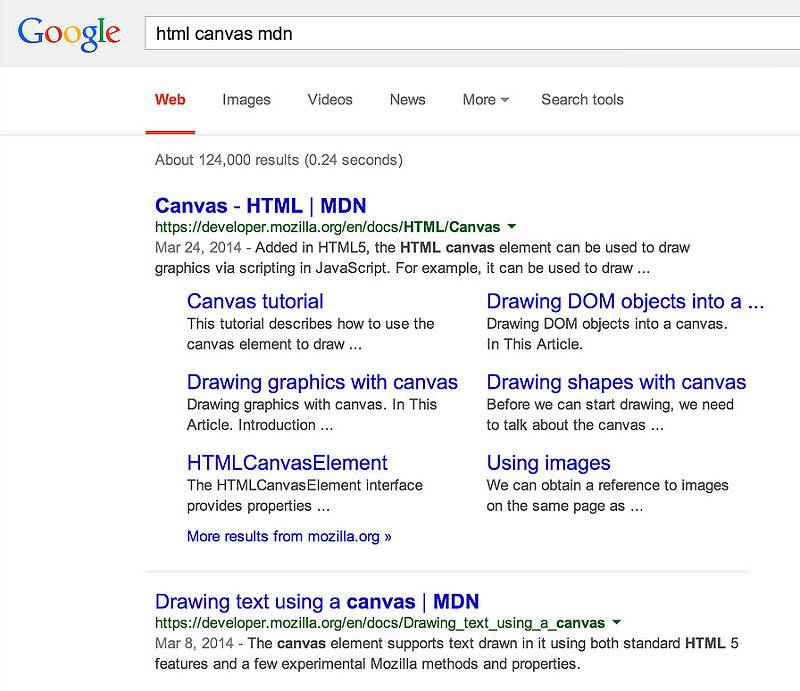 Google
html canvas mdn
Web Images Videos News More Search tools
About 124,000 results (0.24 seconds)
Canvas - HTML | MDN
https://developer.mozilla.org/en/docs/HTML/Canvas
Mar 24, 2014 - Added in HTML5, the HTML canvas element can be used to draw
graphics via scripting in JavaScript. For example, it can be used to draw ...
Canvas tutorial
This tutorial describes how to use the
canvas element to draw ...
Drawing DOM objects into a ...
Drawing DOM objects into a canvas.
In This Article.
Drawing graphics with canvas
Drawing graphics with canvas. In This
Article. Introduction ...
Drawing shapes with canvas
Before we can start drawing, we need
to talk about the canvas ...
HTMLCanvasElement
The HTMLCanvasElement interface
provides properties ...
Using images
We can obtain a reference to images
on the same page as ...
More results from mozilla.org »
Drawing text using a canvas | MDN
https://developer.mozilla.org/en/docs/Drawing_text_using_a_canvas
Mar 8, 2014 - The canvas element supports text drawn in it using both standard HTML 5
features and a few experimental Mozilla methods and properties.